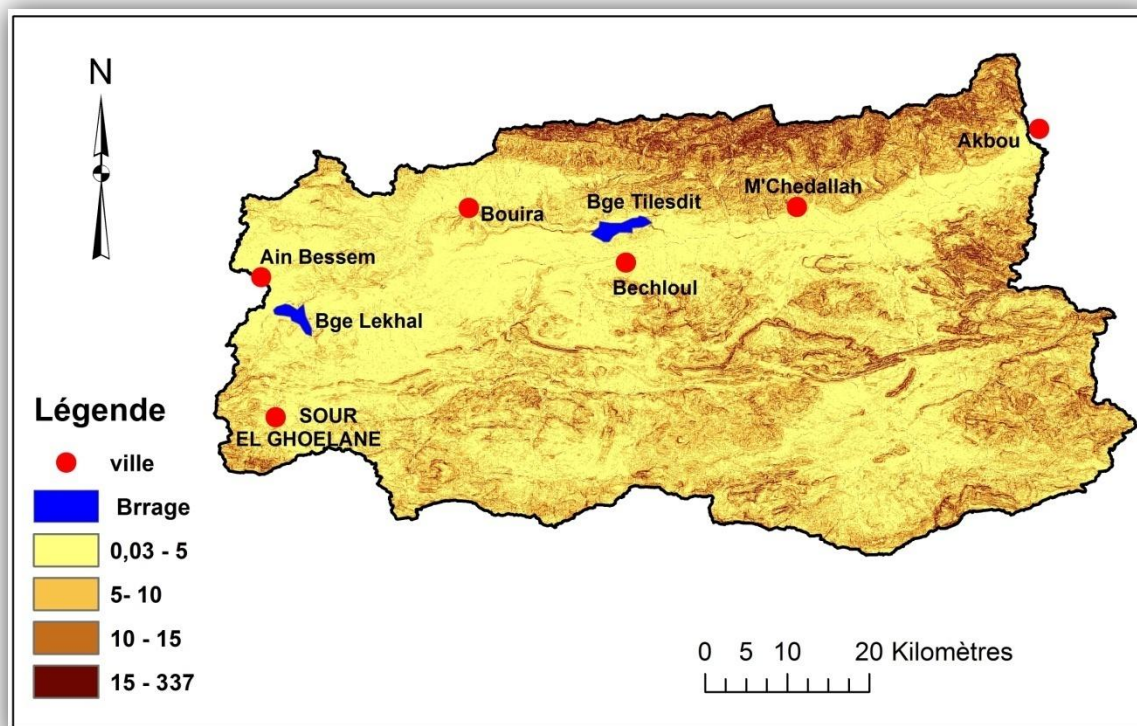 N
Akbou
M'Chedallah
Bge Tilesdit
Bouira
Ain Bessem
Bechloul
Bge Lekhal
SOUR
EL GHOELANE
Légende
ville
Brrage
0,03 - 5
5- 10
10 - 15
15 - 337
0 5 10 20 Kilomètres